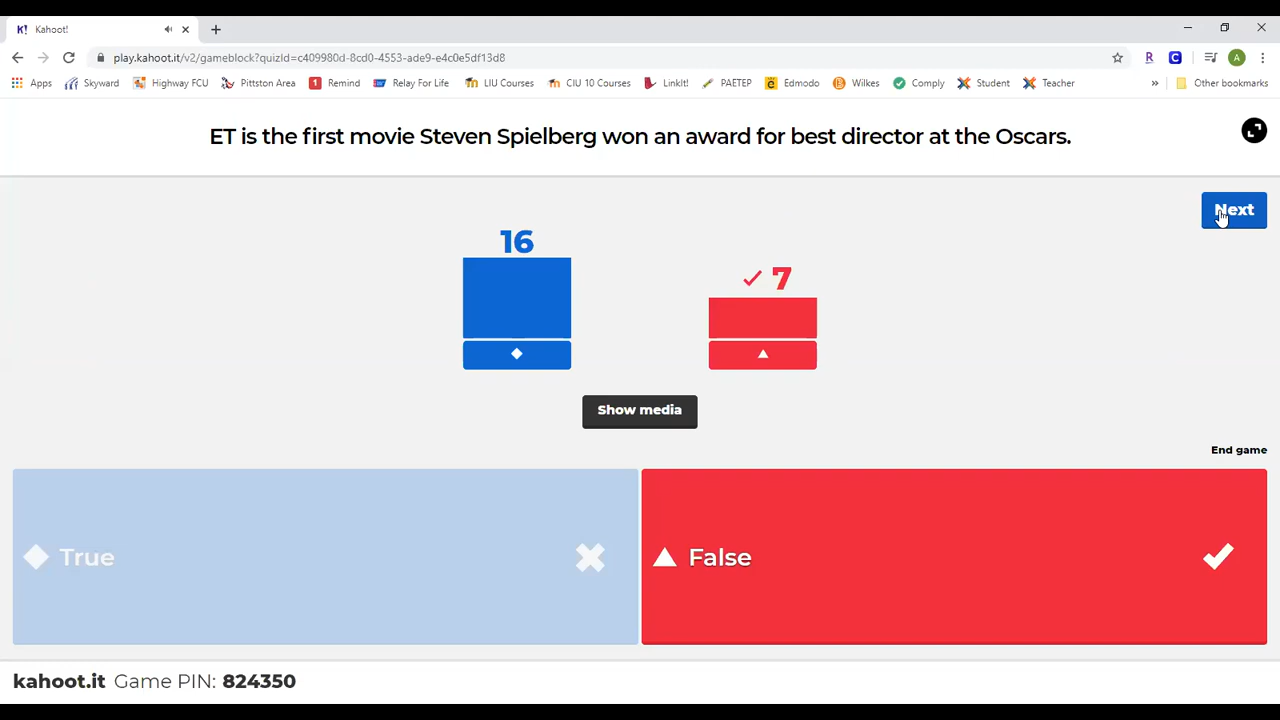 K! Kahoot!
play.kahoot.it/v2/gameblock?quizId=c409980d-8cd0-4553-ade9-e4c0e5df13d8
R C A
Apps Skyward Highway FCU Pittston Area 1 Remind Relay For Life LIU Courses CIU 10 Courses LinkIt! PAETEP e Edmodo Wilkes Comply Student Teacher » Other bookmarks
ET is the first movie Steven Spielberg won an award for best director at the Oscars.
Next
16
7
Show media
End game
True
False
kahoot.it Game PIN: 824350